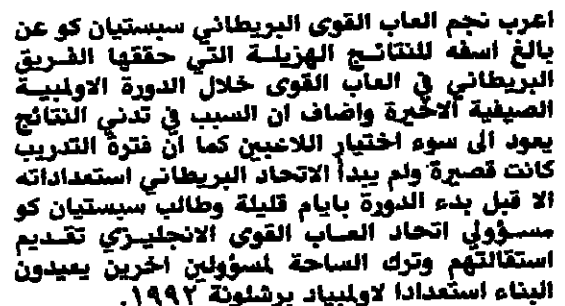 اعرب نجم العاب القوى البريطاني سبستيان كو عن
بالغ اسفه للنتائج الهزيلة التي حققها الفريق
البريطاني في العاب القوى خلال الدورة الاولمبية
الصيفية الاخيرة واضاف ان السبب في تدني النتائج
يعود الى سوء اختيار اللاعبين كما ان فترة التدريب
كانت قصيرة ولم يبدأ الاتحاد البريطاني استعداداته
الا قبل بدء الدورة بايام قليلة وطالب سبستيان كو
مسؤولي اتحاد العاب القوى الانجليزي تقديم
استقالتهم وترك الساحة لمسؤولين اخرين يعيدون
البناء استعدادا لاولمبياد برشلونة ١٩٩٢.